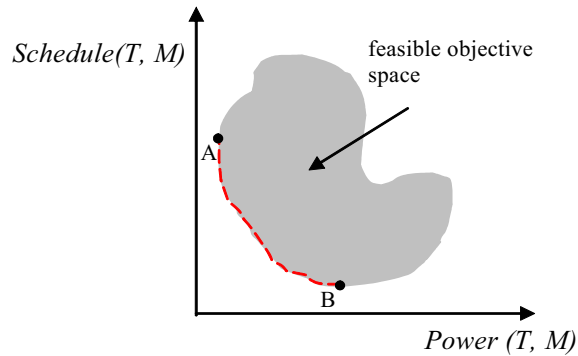 feasible objective
space
Schedule(T, M)
A
B
Power (T, M)